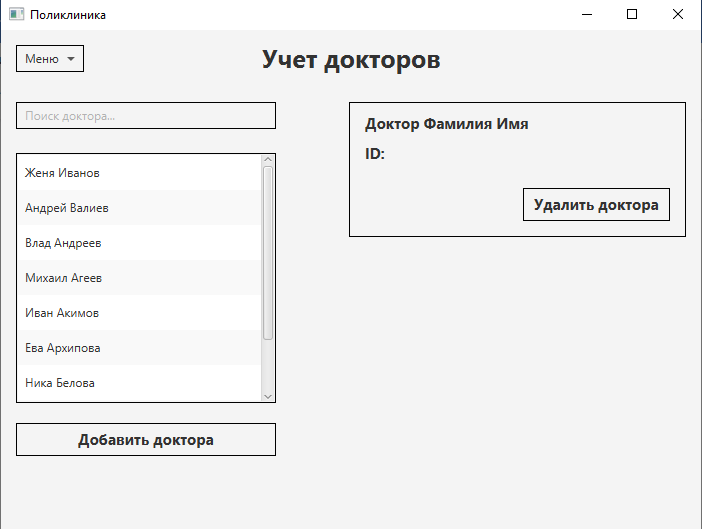 Поликлиника
Меню
Учет докторов
Поиск доктора...
Женя Иванов
Андрей Валиев
Влад Андреев
Михаил Агеев
Иван Акимов
Ева Архипова
Ника Белова
Добавить доктора
Доктор Фамилия Имя
ID:
Удалить доктора